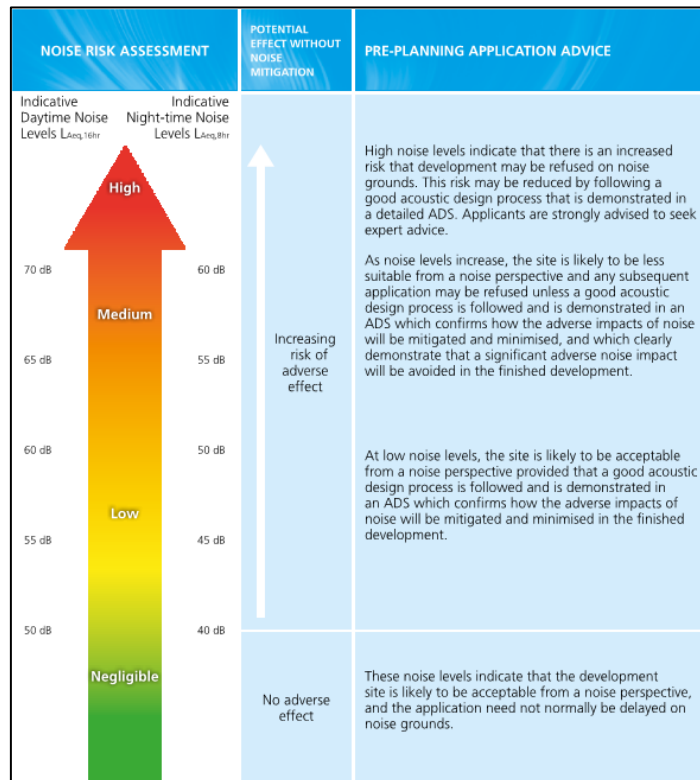 NOISE RISK ASSESSMENT
POTENTIAL
EFFECT WITHOUT
NOISE
MITIGATION
PRE-PLANNING APPLICATION ADVICE
Indicative
Daytime Noise
Levels LAeq,16hr
Indicative
Night-time Noise
Levels LAeq,8hr
High
70 dB
60 dB
Medium
65 dB
55 dB
60 dB
50 dB
Low
55 dB
45 dB
50 dB
40 dB
Negligible
Increasing
risk of
adverse
effect
No adverse
effect
High noise levels indicate that there is an increased
risk that development may be refused on noise
grounds. This risk may be reduced by following a
good acoustic design process that is demonstrated in
a detailed ADS. Applicants are strongly advised to seek
expert advice.
As noise levels increase, the site is likely to be less
suitable from a noise perspective and any subsequent
application may be refused unless a good acoustic
design process is followed and is demonstrated in an
ADS which confirms how the adverse impacts of noise
will be mitigated and minimised, and which clearly
demonstrate that a significant adverse noise impact
will be avoided in the finished development.
At low noise levels, the site is likely to be acceptable
from a noise perspective provided that a good acoustic
design process is followed and is demonstrated in
an ADS which confirms how the adverse impacts of
noise will be mitigated and minimised in the finished
development.
These noise levels indicate that the development
site is likely to be acceptable from a noise perspective,
and the application need not normally be delayed on
noise grounds.